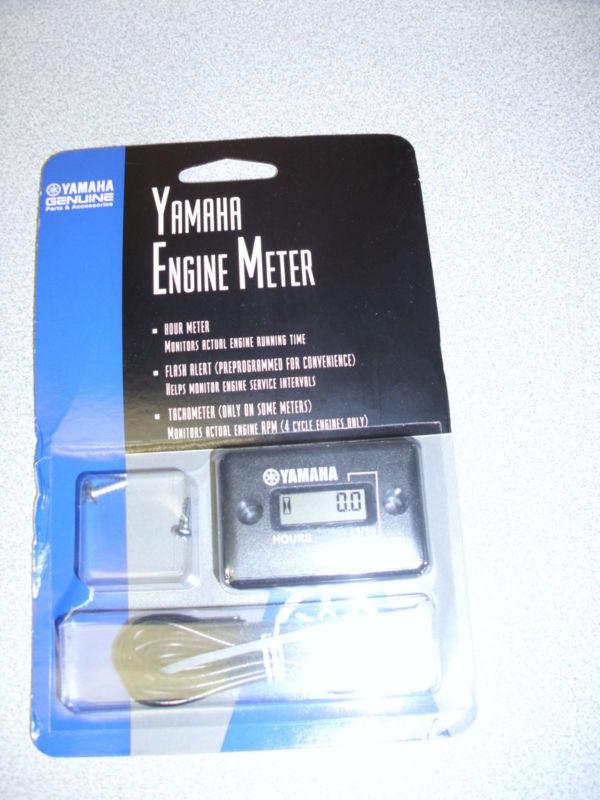 YAMAHA
GENUINE
Parts & Accessories
YAMAHA
ENGINE METER
▪ HOUR METER
MONITORS ACTUAL ENGINE RUNNING TIME
▪ FLASH ALERT (PREPROGRAMMED FOR CONVENIENCE)
HELPS MONITOR ENGINE SERVICE INTERVALS
▪ TACHOMETER (ONLY ON SOME METERS)
MONITORS ACTUAL ENGINE RPM (4 CYCLE ENGINES ONLY)
YAMAHA
0.0
HOURS 1/10